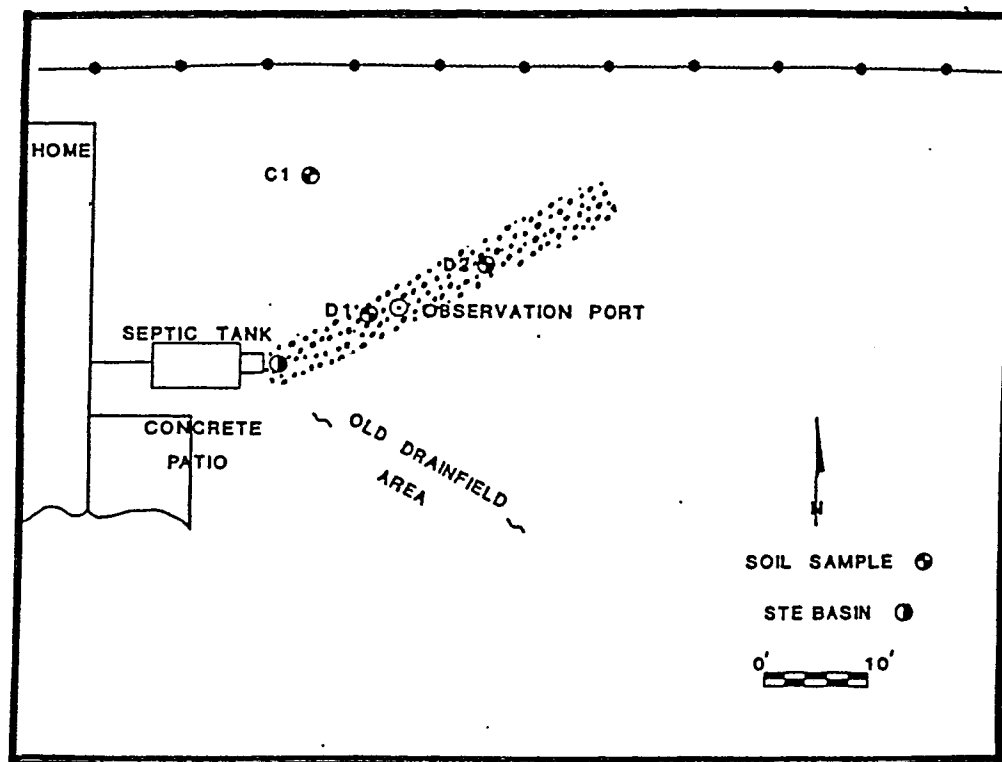 HOME
C1
D2
D1
OBSERVATION PORT
SEPTIC TANK
CONCRETE
PATIO
OLD DRAINFIELD
AREA
N
SOIL SAMPLE
STE BASIN
0' 10'